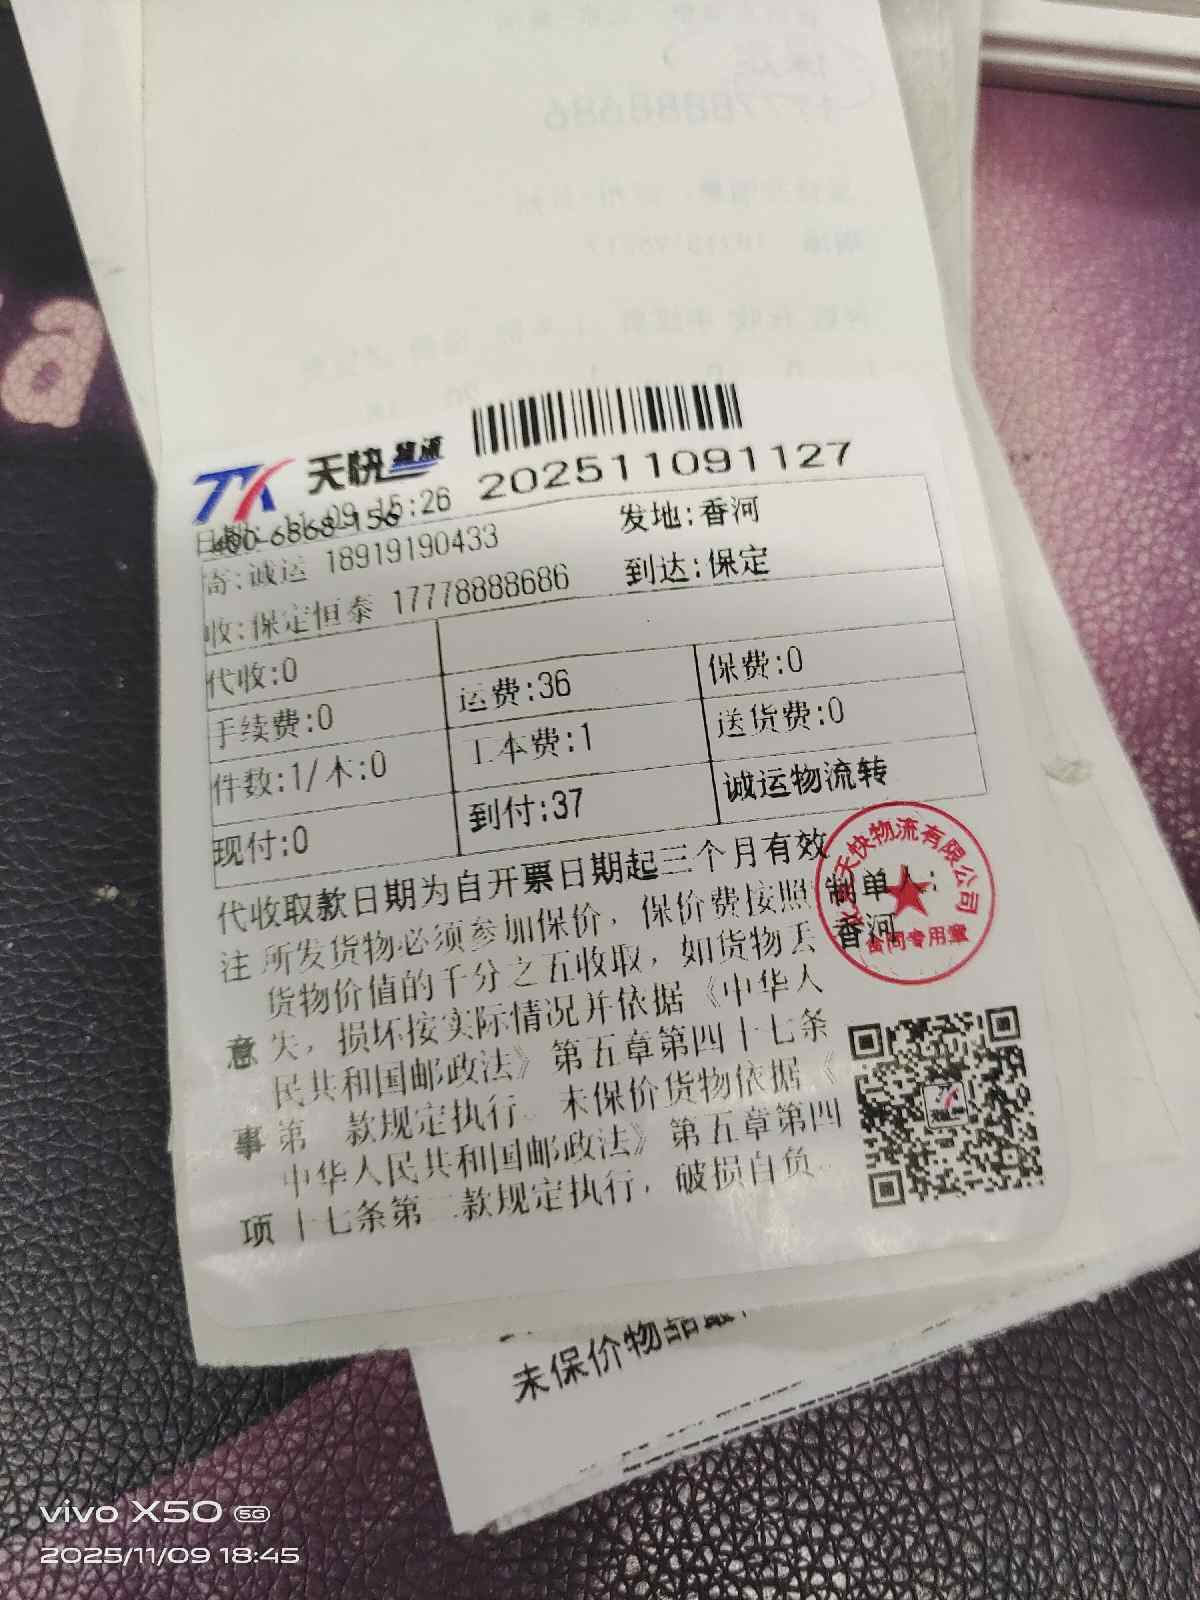 天快物流
202511091127
11-09 15:26
400-6868-156
寄:诚运 18919190433
发地:香河
收:保定恒泰 17778888686
到达:保定
代收:0
手续费:0 运费:36 保费:0
件数:1/木:0 工本费:1 送货费:0
现付:0 到付:37 诚运物流转
代收取款日期为自开票日期起三个月有效
制单人:
香河
天快物流有限公司
合同专用章
注 所发货物必须参加保价，保价费按照
货物价值的千分之五收取，如货物丢
意 失，损坏按实际情况并依据《中华人
民共和国邮政法》第五章第四十七条
事 第 款规定执行。未保价货物依据《
中华人民共和国邮政法》第五章第四
项 十七条第二款规定执行，破损自负。
未保价物品
vivo X50 5G
2025/11/09 18:45